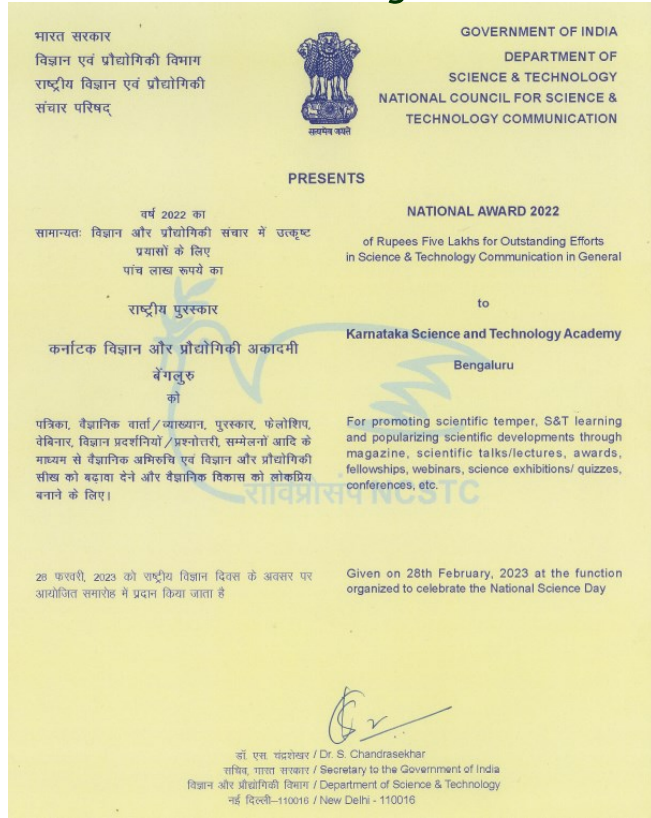 भारत सरकार
विज्ञान एवं प्रौद्योगिकी विभाग
राष्ट्रीय विज्ञान एवं प्रौद्योगिकी
संचार परिषद्
सत्यमेव जयते
GOVERNMENT OF INDIA
DEPARTMENT OF
SCIENCE & TECHNOLOGY
NATIONAL COUNCIL FOR SCIENCE &
TECHNOLOGY COMMUNICATION
PRESENTS
वर्ष 2022 का
सामान्यतः विज्ञान और प्रौद्योगिकी संचार में उत्कृष्ट
प्रयासों के लिए
पांच लाख रूपये का
राष्ट्रीय पुरस्कार
कर्नाटक विज्ञान और प्रौद्योगिकी अकादमी
बेंगलुरु
को
पत्रिका, वैज्ञानिक वार्ता/व्याख्यान, पुरस्कार, फेलोशिप,
वेबिनार, विज्ञान प्रदर्शनियों/प्रश्नोत्तरी, सम्मेलनों आदि के
माध्यम से वैज्ञानिक अभिरुचि एवं विज्ञान और प्रौद्योगिकी
सीख को बढ़ावा देने और वैज्ञानिक विकास को लोकप्रिय
बनाने के लिए।
NATIONAL AWARD 2022
of Rupees Five Lakhs for Outstanding Efforts
in Science & Technology Communication in General
to
Karnataka Science and Technology Academy
Bengaluru
For promoting scientific temper, S&T learning
and popularizing scientific developments through
magazine, scientific talks/lectures, awards,
fellowships, webinars, science exhibitions/ quizzes,
conferences, etc.
राविप्रौसंप NCSTC
28 फरवरी, 2023 को राष्ट्रीय विज्ञान दिवस के अवसर पर
आयोजित समारोह में प्रदान किया जाता है
Given on 28th February, 2023 at the function
organized to celebrate the National Science Day
डॉ. एस. चंद्रशेखर / Dr. S. Chandrasekhar
सचिव, भारत सरकार / Secretary to the Government of India
विज्ञान और प्रौद्योगिकी विभाग / Department of Science & Technology
नई दिल्ली–110016 / New Delhi - 110016